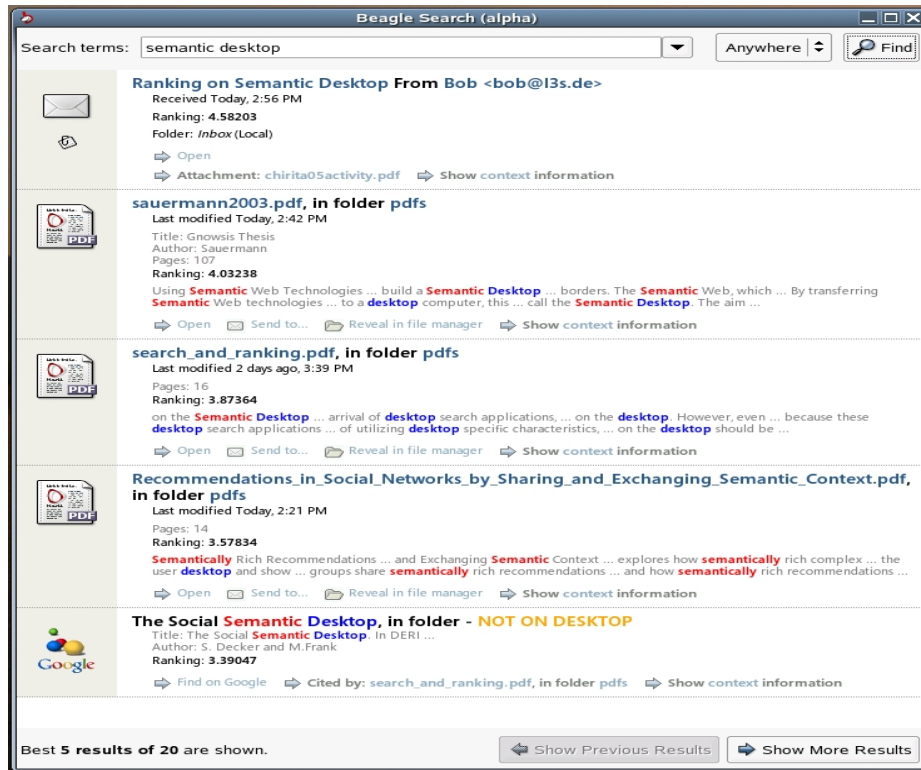 Beagle Search (alpha)
Search terms: semantic desktop Anywhere Find
Ranking on Semantic Desktop From Bob <bob@l3s.de>
Received Today, 2:56 PM
Ranking: 4.58203
Folder: Inbox (Local)
Open
Attachment: chirita05activity.pdf Show context information
sauermann2003.pdf, in folder pdfs
Last modified Today, 2:42 PM
Title: Gnowsis Thesis
Author: Sauermann
Pages: 107
Ranking: 4.03238
Using Semantic Web Technologies ... build a Semantic Desktop ... borders. The Semantic Web, which ... By transferring
Semantic Web technologies ... to a desktop computer, this ... call the Semantic Desktop. The aim ...
Open Send to... Reveal in file manager Show context information
search_and_ranking.pdf, in folder pdfs
Last modified 2 days ago, 3:39 PM
Pages: 16
Ranking: 3.87364
on the Semantic Desktop ... arrival of desktop search applications, ... on the desktop. However, even ... because these
desktop search applications ... of utilizing desktop specific characteristics, ... on the desktop should be ...
Open Send to... Reveal in file manager Show context information
Recommendations_in_Social_Networks_by_Sharing_and_Exchanging_Semantic_Context.pdf,
in folder pdfs
Last modified Today, 2:21 PM
Pages: 14
Ranking: 3.57834
Semantically Rich Recommendations ... and Exchanging Semantic Context ... explores how semantically rich complex ... the
user desktop and show ... groups share semantically rich recommendations ... and how semantically rich recommendations ...
Open Send to... Reveal in file manager Show context information
The Social Semantic Desktop, in folder - NOT ON DESKTOP
Title: The Social Semantic Desktop. In DERI ...
Author: S. Decker and M.Frank
Ranking: 3.39047
Google
Find on Google Cited by: search_and_ranking.pdf, in folder pdfs Show context information
Best 5 results of 20 are shown. Show Previous Results Show More Results